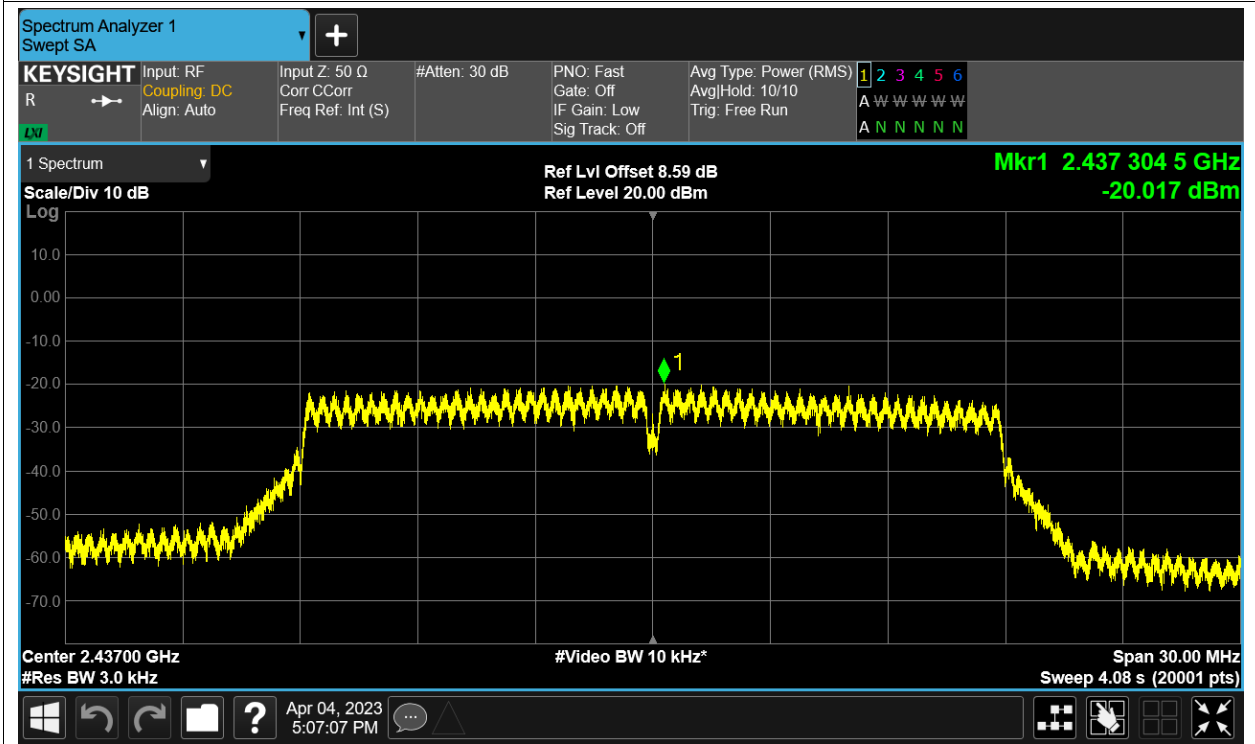 Spectrum Analyzer 1
Swept SA
+
KEYSIGHT
R
LXI
Input: RF
Coupling: DC
Align: Auto
Input Z: 50 Ω
Corr CCorr
Freq Ref: Int (S)
#Atten: 30 dB
PNO: Fast
Gate: Off
IF Gain: Low
Sig Track: Off
Avg Type: Power (RMS)
Avg|Hold: 10/10
Trig: Free Run
1 2 3 4 5 6
A W W W W W
A N N N N N
1 Spectrum
Scale/Div 10 dB
Log
Ref Lvl Offset 8.59 dB
Ref Level 20.00 dBm
Mkr1 2.437 304 5 GHz
-20.017 dBm
10.0
0.00
-10.0
-20.0
-30.0
-40.0
-50.0
-60.0
-70.0
1
Center 2.43700 GHz
#Res BW 3.0 kHz
#Video BW 10 kHz*
Span 30.00 MHz
Sweep 4.08 s (20001 pts)
?
Apr 04, 2023
5:07:07 PM